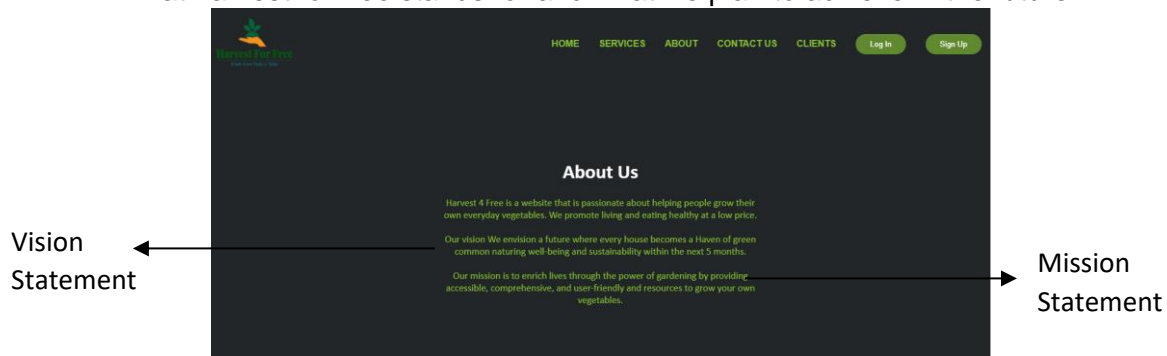 HOME SERVICES ABOUT CONTACT US CLIENTS Log In Sign Up
Harvest For Free
About Us
Harvest 4 Free is a website that is passionate about helping people grow their
own everyday vegetables. We promote living and eating healthy at a low price.
Our vision We envision a future where every house becomes a Haven of green
common naturing well-being and sustainability within the next 5 months.
Our mission is to enrich lives through the power of gardening by providing
accessible, comprehensive, and user-friendly and resources to grow your own
vegetables.
Vision
Statement
Mission
Statement